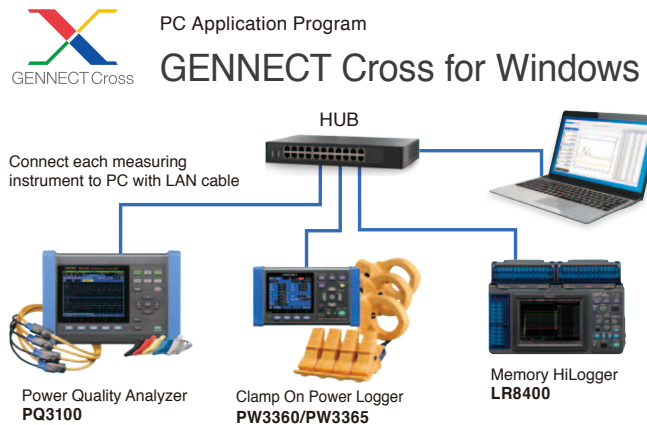 PC Application Program
GENNECT Cross for Windows
GENNECT Cross
HUB
Connect each measuring
instrument to PC with LAN cable
Power Quality Analyzer
PQ3100
Clamp On Power Logger
PW3360/PW3365
Memory HiLogger
LR8400